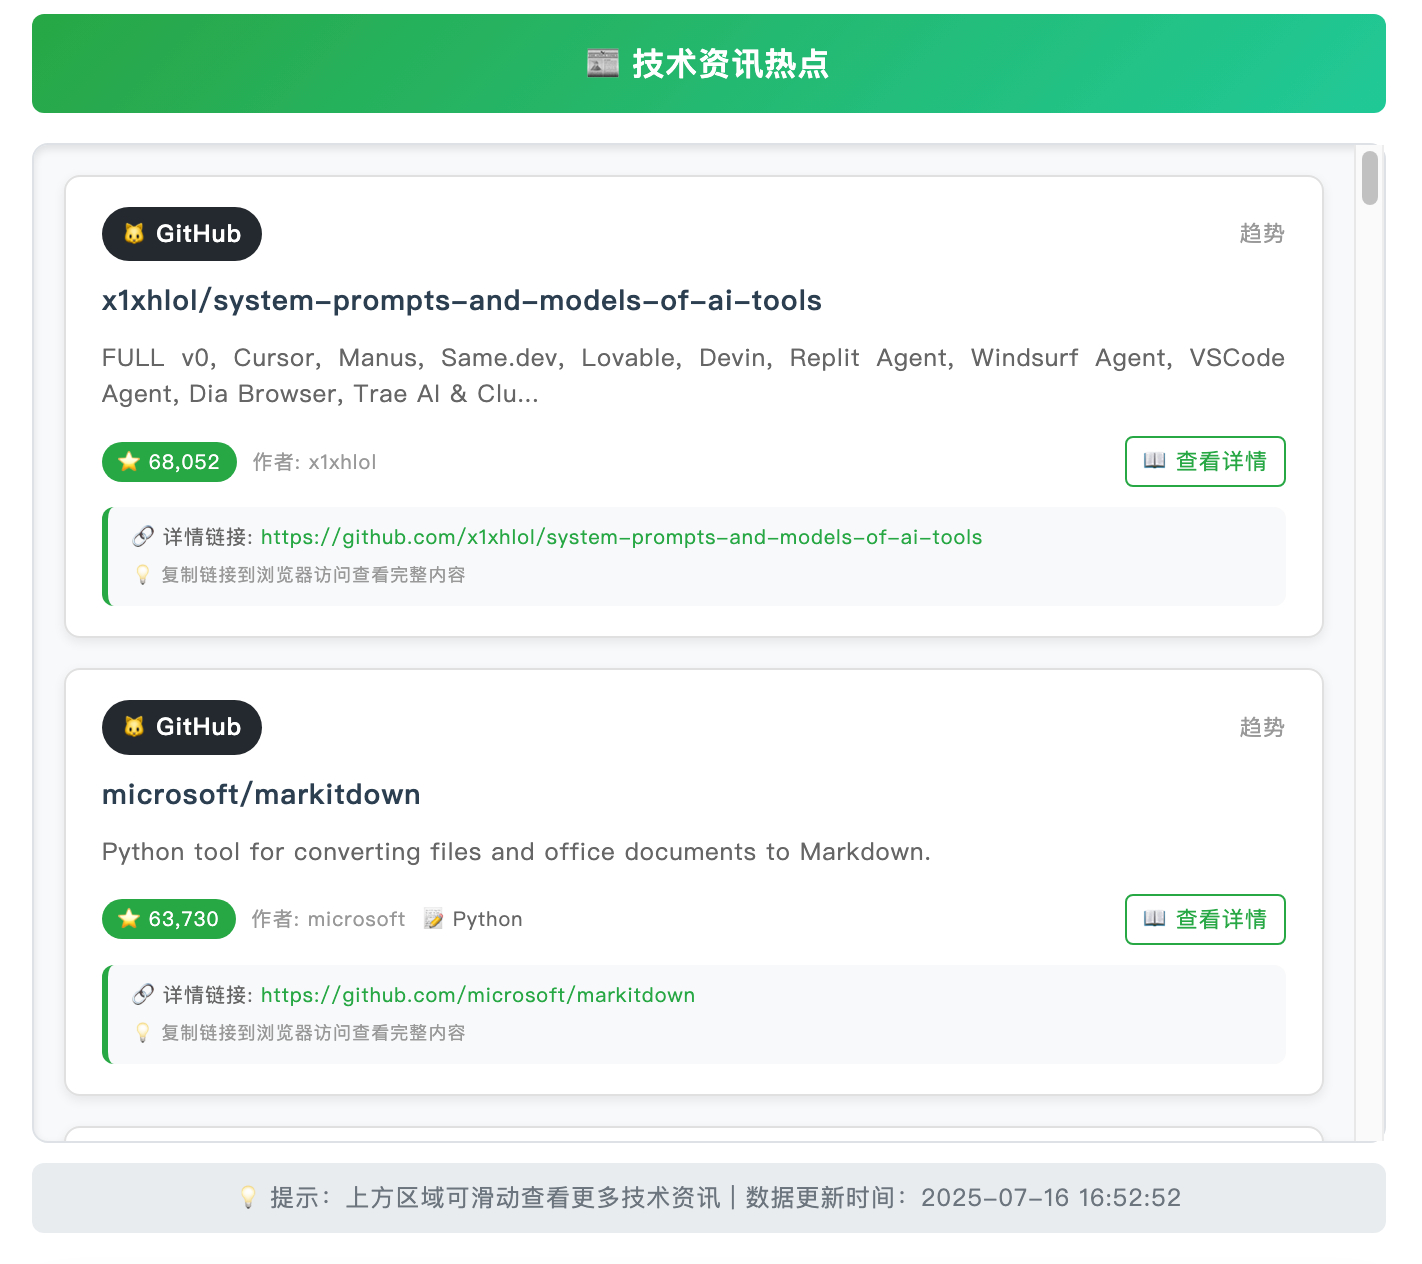 📰 技术资讯热点
🐱 GitHub
趋势
x1xhlol/system-prompts-and-models-of-ai-tools
FULL v0, Cursor, Manus, Same.dev, Lovable, Devin, Replit Agent, Windsurf Agent, VSCode
Agent, Dia Browser, Trae AI & Clu...
⭐ 68,052 作者: x1xhlol
📖 查看详情
🔗 详情链接: https://github.com/x1xhlol/system-prompts-and-models-of-ai-tools
💡 复制链接到浏览器访问查看完整内容
🐱 GitHub
趋势
microsoft/markitdown
Python tool for converting files and office documents to Markdown.
⭐ 63,730 作者: microsoft 📝 Python
📖 查看详情
🔗 详情链接: https://github.com/microsoft/markitdown
💡 复制链接到浏览器访问查看完整内容
💡 提示：上方区域可滑动查看更多技术资讯 | 数据更新时间：2025-07-16 16:52:52